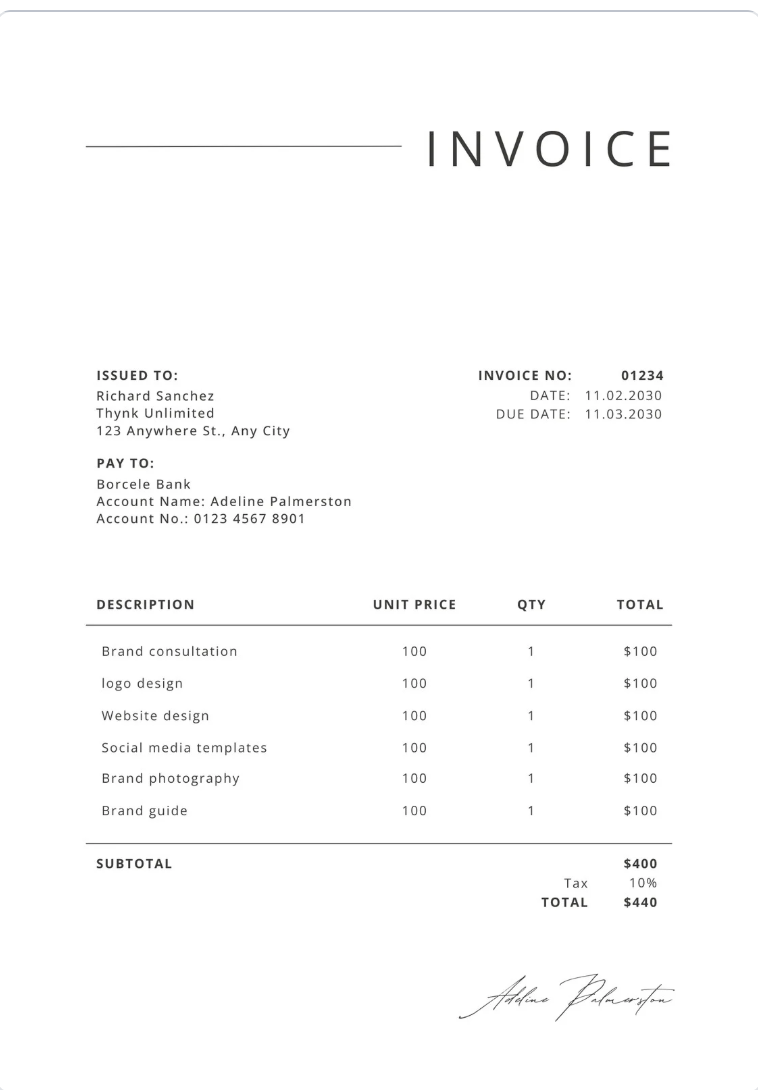 INVOICE
ISSUED TO:
Richard Sanchez
Thynk Unlimited
123 Anywhere St., Any City
INVOICE NO: 01234
DATE: 11.02.2030
DUE DATE: 11.03.2030
PAY TO:
Borcele Bank
Account Name: Adeline Palmerston
Account No.: 0123 4567 8901
DESCRIPTION UNIT PRICE QTY TOTAL
Brand consultation 100 1 $100
logo design 100 1 $100
Website design 100 1 $100
Social media templates 100 1 $100
Brand photography 100 1 $100
Brand guide 100 1 $100
SUBTOTAL $400
Tax 10%
TOTAL $440
Adeline Palmerston